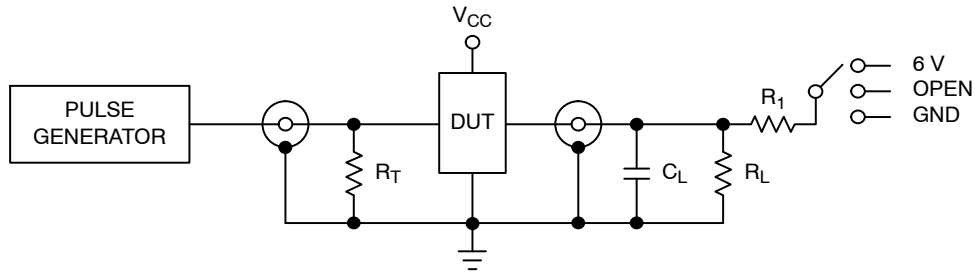 VCC
PULSE
GENERATOR
DUT
RT
CL
RL
R1
6 V
OPEN
GND